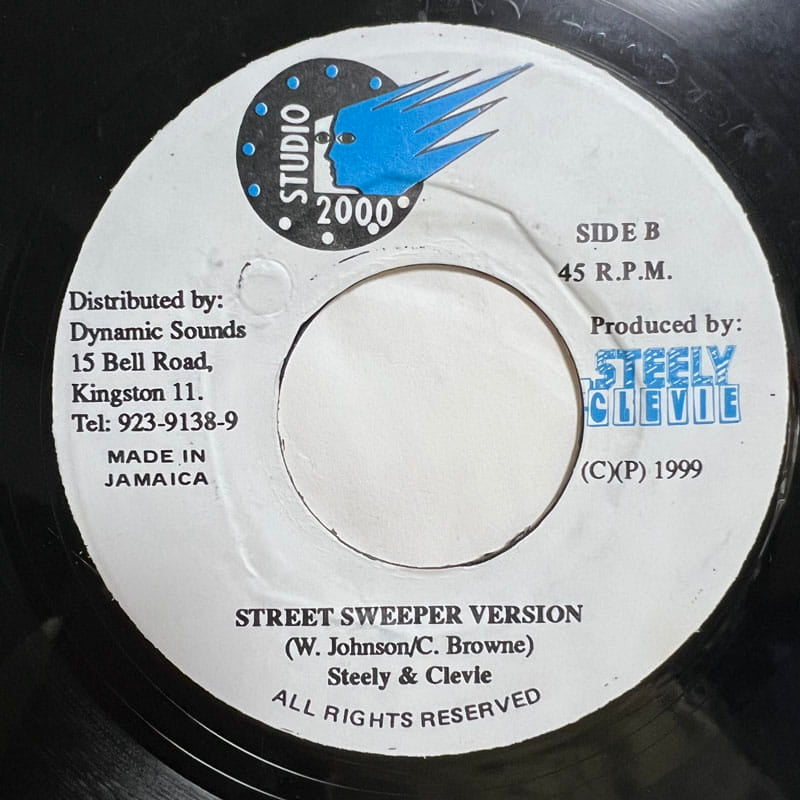 STUDIO
2000
SIDE B
45 R.P.M.
Distributed by:
Dynamic Sounds
15 Bell Road,
Kingston 11.
Tel: 923-9138-9
MADE IN
JAMAICA
Produced by:
STEELY
CLEVIE
(C)(P) 1999
STREET SWEEPER VERSION
(W. Johnson/C. Browne)
Steely & Clevie
ALL RIGHTS RESERVED